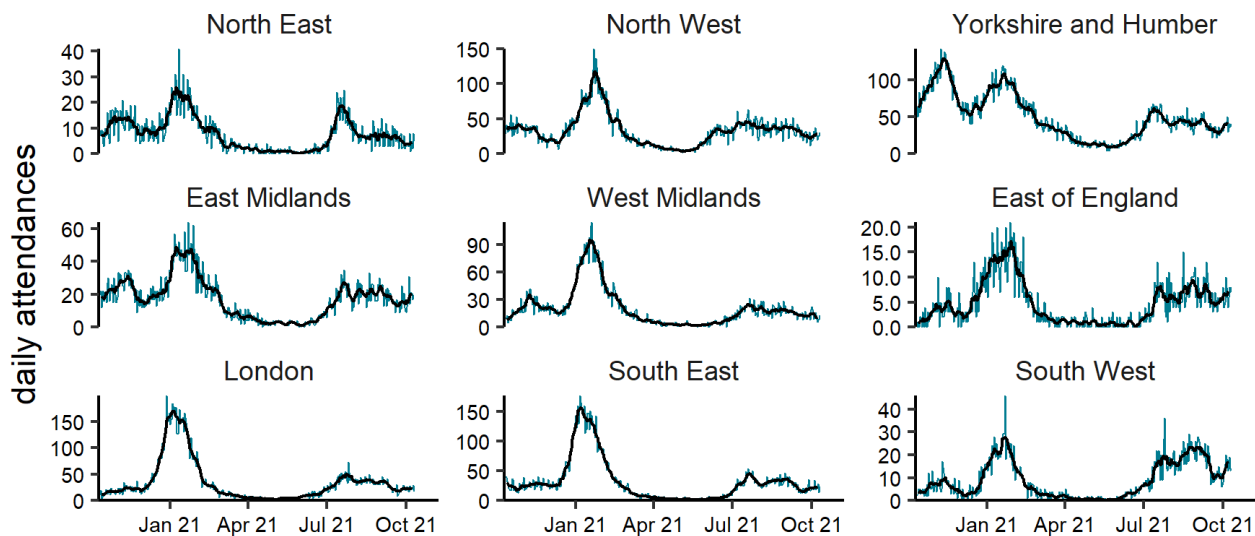 daily attendances
North East
40
30
20
10
0
North West
150
100
50
0
Yorkshire and Humber
100
50
0
East Midlands
60
40
20
0
West Midlands
90
60
30
0
East of England
20.0
15.0
10.0
5.0
0.0
London
150
100
50
0
Jan 21 Apr 21 Jul 21 Oct 21
South East
150
100
50
0
Jan 21 Apr 21 Jul 21 Oct 21
South West
40
30
20
10
0
Jan 21 Apr 21 Jul 21 Oct 21